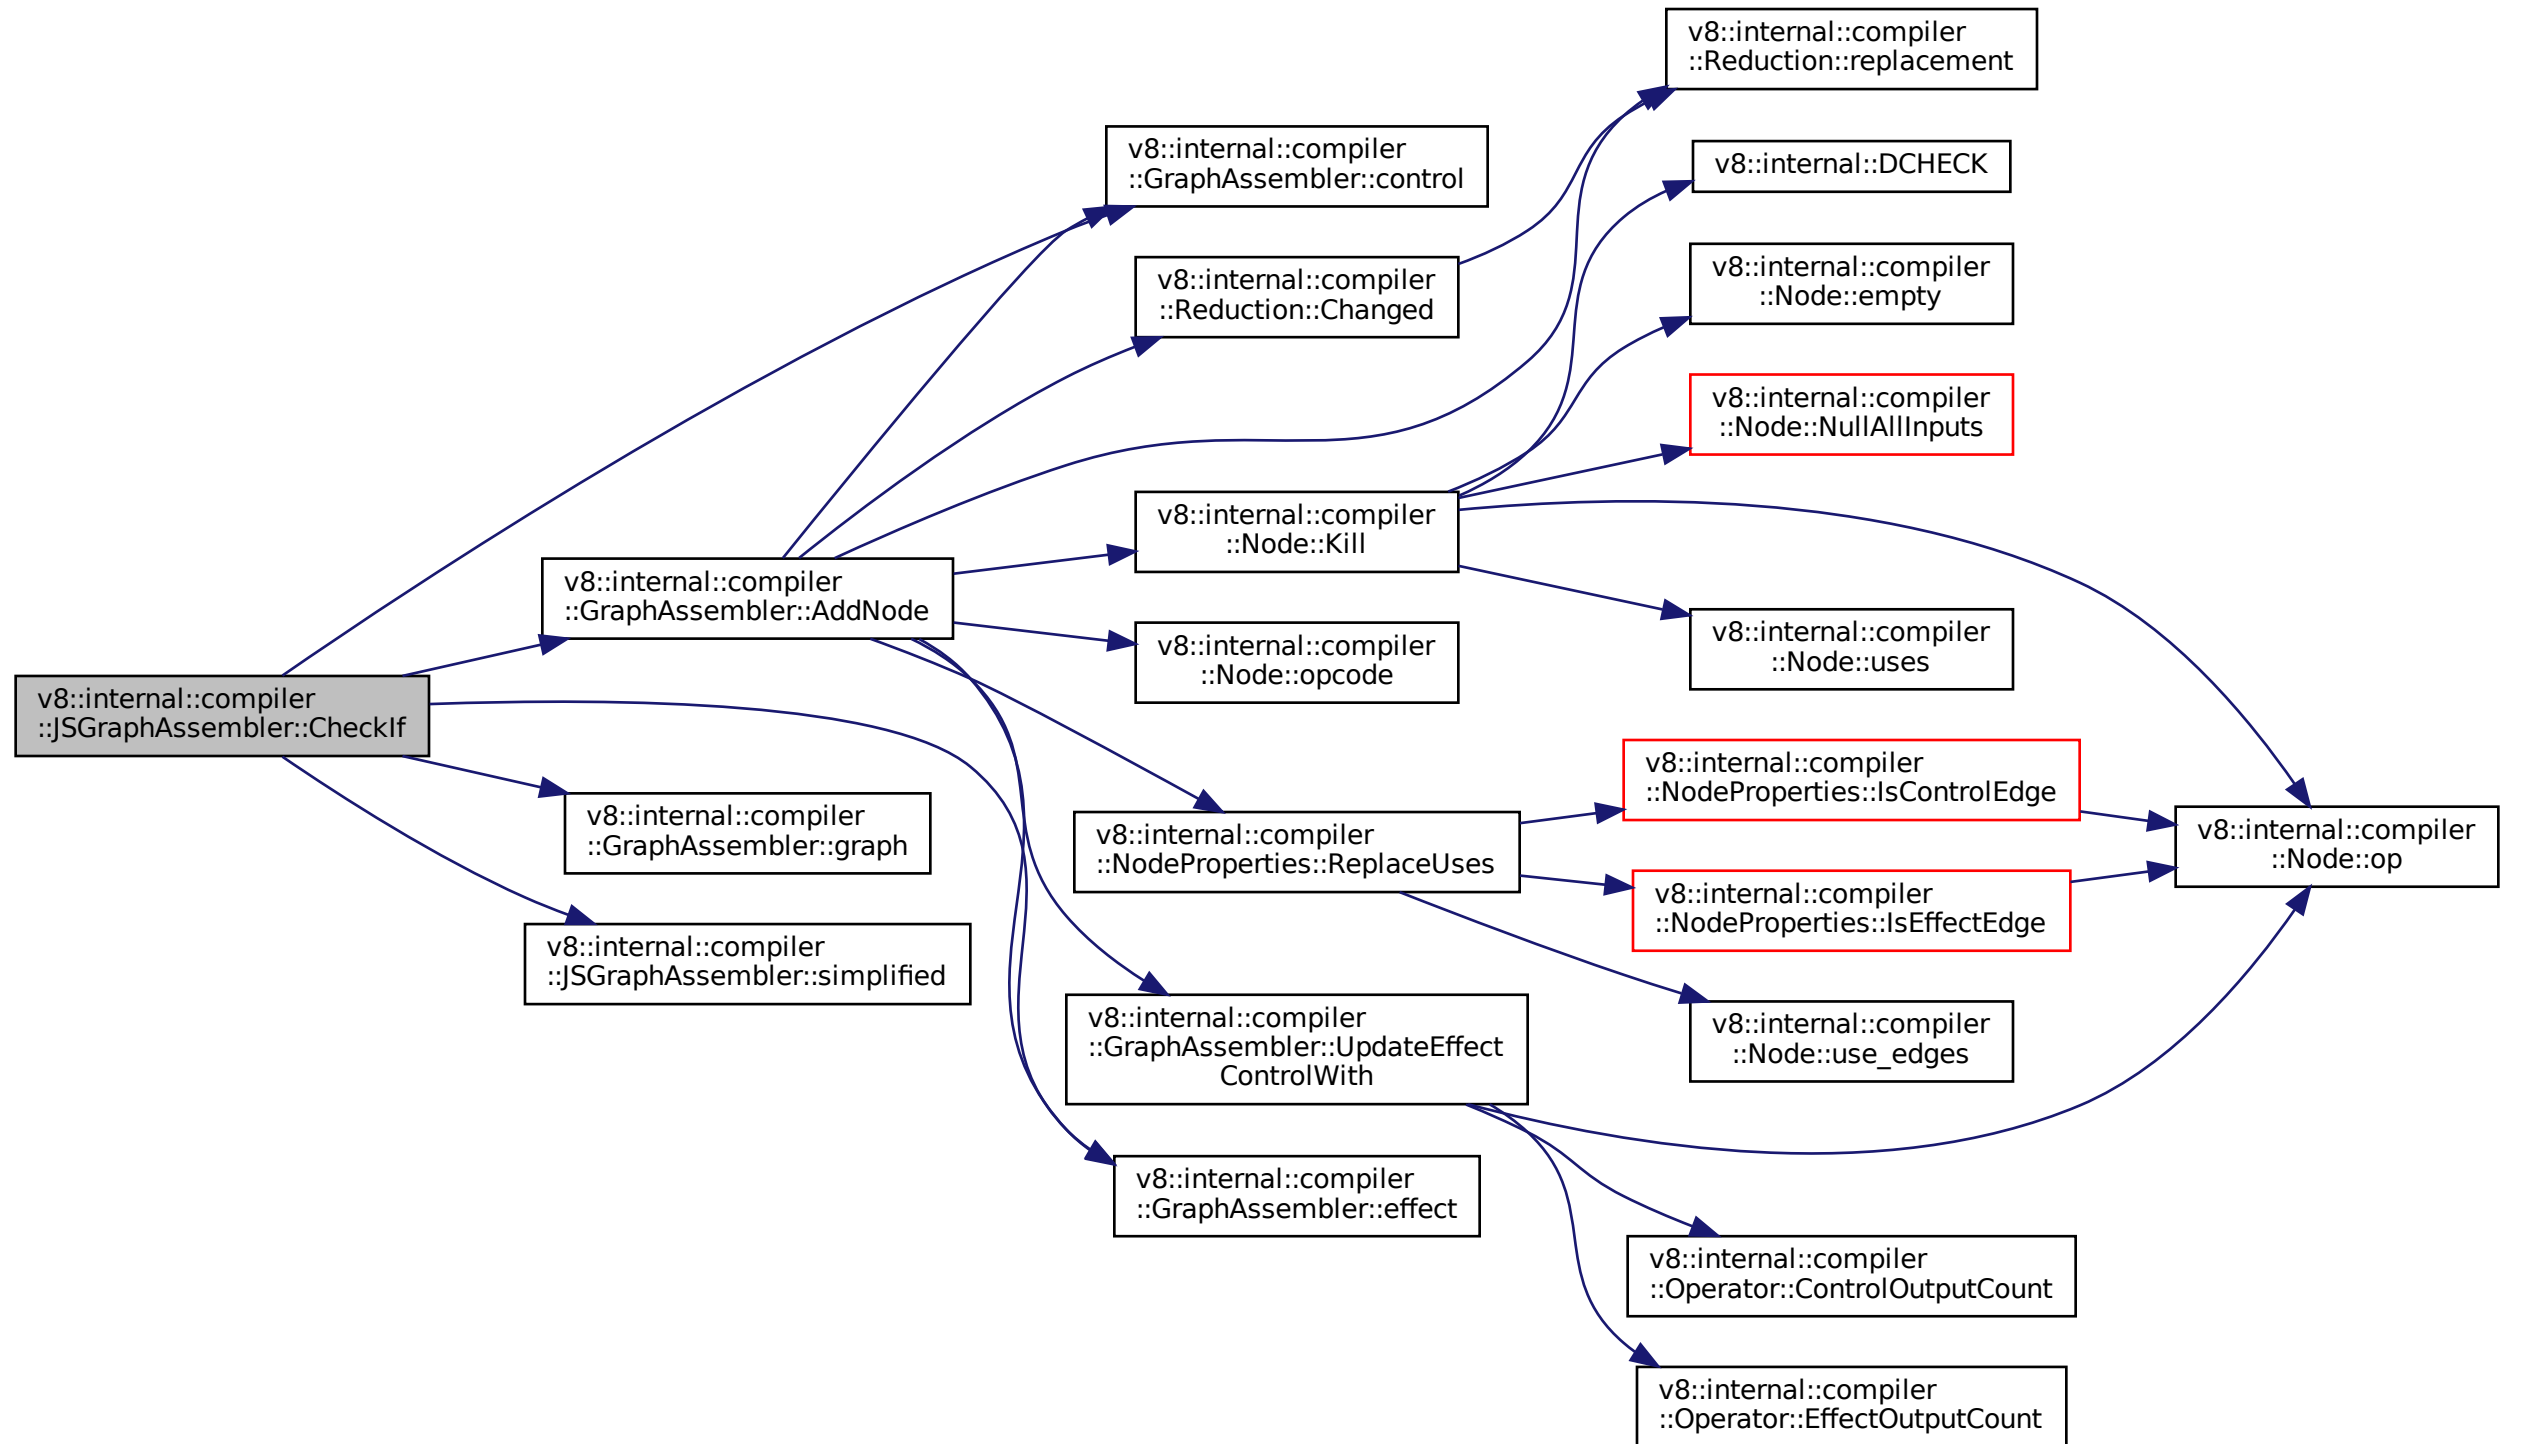 v8::internal::compiler
::JSGraphAssembler::CheckIf
v8::internal::compiler
::GraphAssembler::AddNode
v8::internal::compiler
::GraphAssembler::graph
v8::internal::compiler
::JSGraphAssembler::simplified
v8::internal::compiler
::GraphAssembler::control
v8::internal::compiler
::Reduction::Changed
v8::internal::compiler
::Node::Kill
v8::internal::compiler
::Node::opcode
v8::internal::compiler
::NodeProperties::ReplaceUses
v8::internal::compiler
::GraphAssembler::UpdateEffect
ControlWith
v8::internal::compiler
::GraphAssembler::effect
v8::internal::compiler
::Reduction::replacement
v8::internal::DCHECK
v8::internal::compiler
::Node::empty
v8::internal::compiler
::Node::NullAllInputs
v8::internal::compiler
::Node::uses
v8::internal::compiler
::NodeProperties::IsControlEdge
v8::internal::compiler
::NodeProperties::IsEffectEdge
v8::internal::compiler
::Node::use_edges
v8::internal::compiler
::Operator::ControlOutputCount
v8::internal::compiler
::Operator::EffectOutputCount
v8::internal::compiler
::Node::op